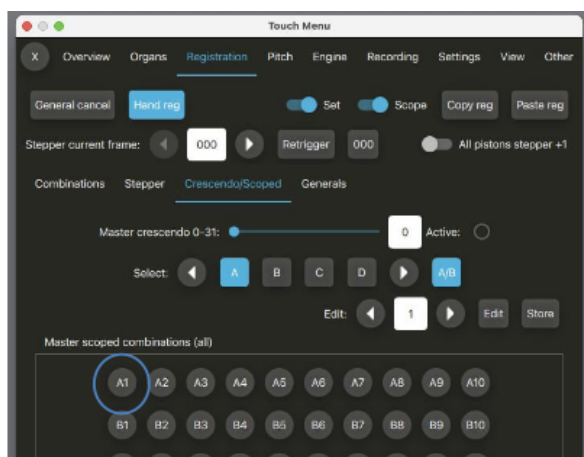 Touch Menu
X Overview Organs Registration Pitch Engine Recording Settings View Other
General cancel Hand reg Set Scope Copy reg Paste reg
Stepper current frame: 000 Retrigger 000 All pistons stepper +1
Combinations Stepper Crescendo/Scoped Generals
Master crescendo 0-31: 0 Active:
Select: A B C D A/B
Edit: 1 Edit Store
Master scoped combinations (all)
A1 A2 A3 A4 A5 A6 A7 A8 A9 A10
B1 B2 B3 B4 B5 B6 B7 B8 B9 B10